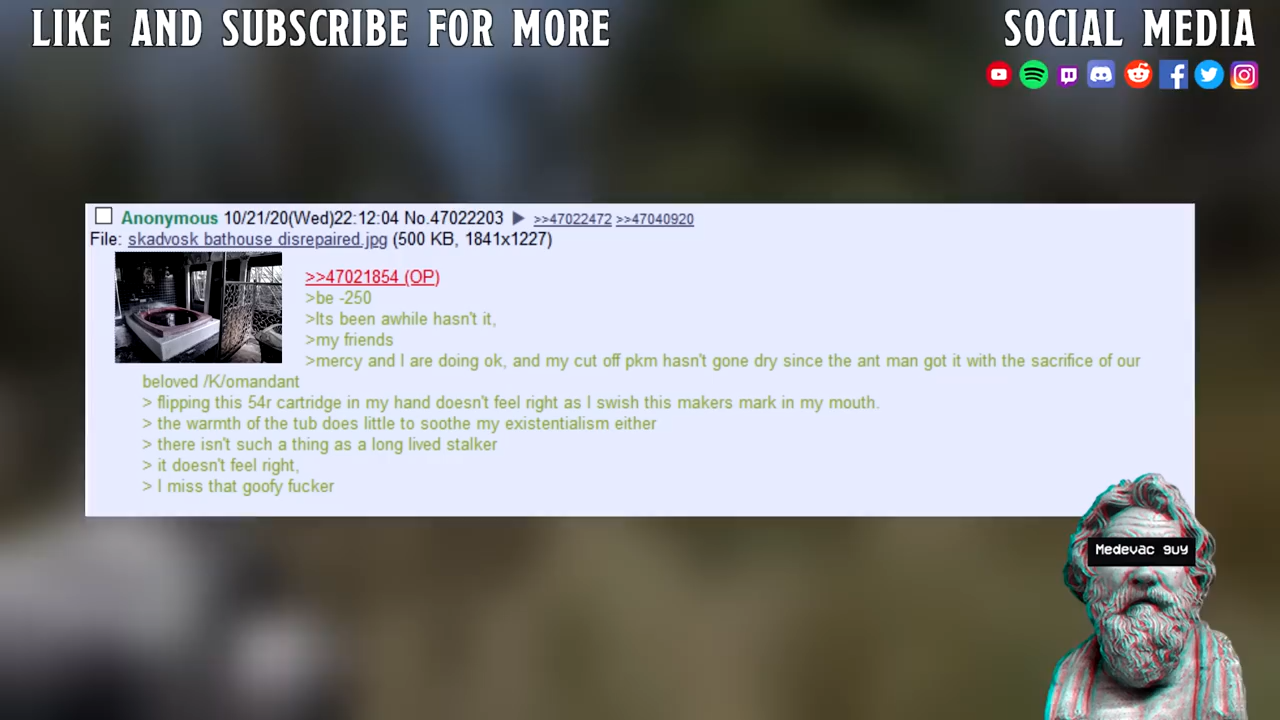 LIKE AND SUBSCRIBE FOR MORE
SOCIAL MEDIA
Anonymous 10/21/20(Wed)22:12:04 No.47022203 ▶ >>47022472 >>47040920
File: skadvosk bathouse disrepaired.jpg (500 KB, 1841x1227)
>>47021854 (OP)
>be -250
>Its been awhile hasn't it,
>my friends
>mercy and I are doing ok, and my cut off pkm hasn't gone dry since the ant man got it with the sacrifice of our
beloved /K/omandant
> flipping this 54r cartridge in my hand doesn't feel right as I swish this makers mark in my mouth.
> the warmth of the tub does little to soothe my existentialism either
> there isn't such a thing as a long lived stalker
> it doesn't feel right,
> I miss that goofy fucker
Medevac guy